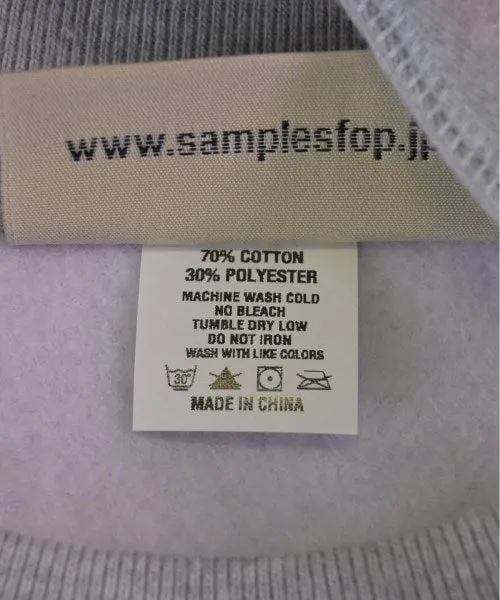 www.samplesfop.jp
70% COTTON
30% POLYESTER
MACHINE WASH COLD
NO BLEACH
TUMBLE DRY LOW
DO NOT IRON
WASH WITH LIKE COLORS
30°
MADE IN CHINA